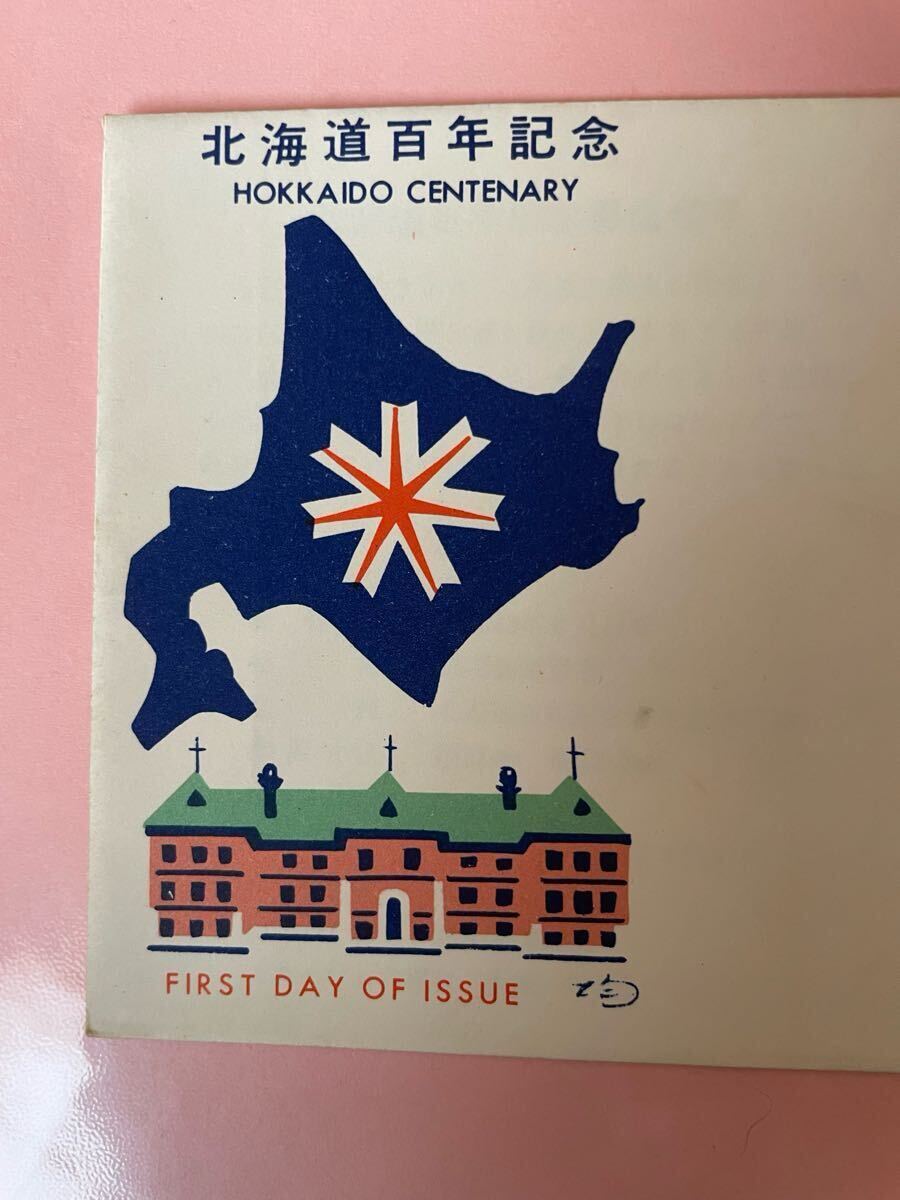 北海道百年記念
HOKKAIDO CENTENARY
FIRST DAY OF ISSUE